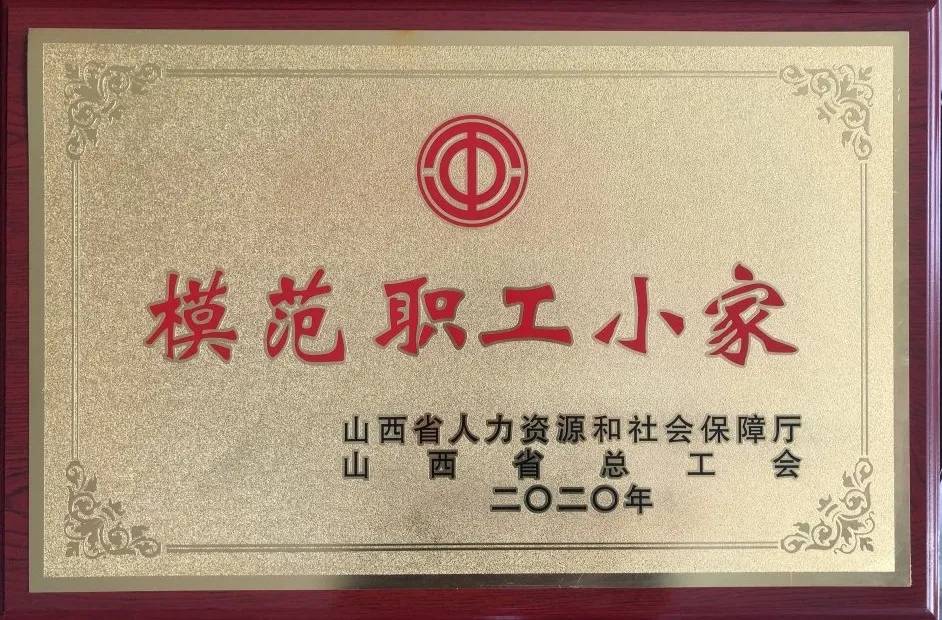 模范职工小家
山西省人力资源和社会保障厅
山西省总工会
二〇二〇年